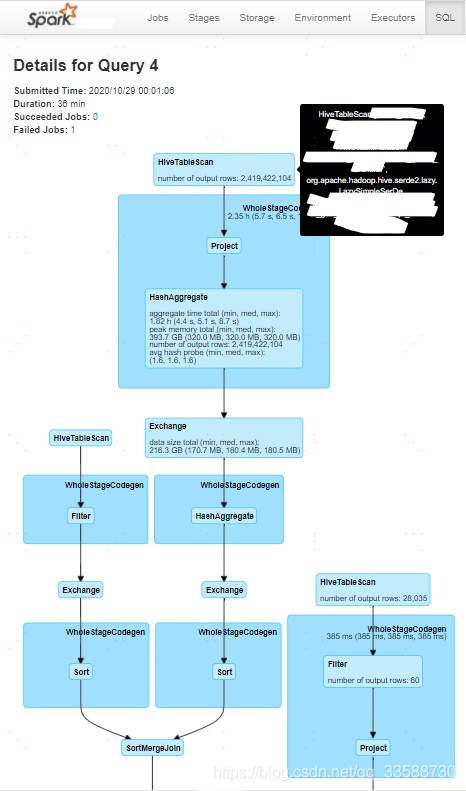 APACHE
Spark
Jobs
Stages
Storage
Environment
Executors
SQL
Details for Query 4
Submitted Time: 2020/10/29 00:01:06
Duration: 36 min
Succeeded Jobs: 0
Failed Jobs: 1
HiveTableScan
org.apache.hadoop.hive.serde2.lazy.
LazySimpleSerDe
HiveTableScan
number of output rows: 2,419,422,104
WholeStageCo
2.35 h (5.7 s, 6.5 s,
Project
HashAggregate
aggregate time total (min, med, max):
1.82 h (4.4 s, 5.1 s, 8.7 s)
peak memory total (min, med, max):
393.7 GB (320.0 MB, 320.0 MB, 320.0 MB)
number of output rows: 2,419,422,104
avg hash probe (min, med, max):
(1.6, 1.6, 1.6)
Exchange
data size total (min, med, max):
216.3 GB (170.7 MB, 180.4 MB, 180.5 MB)
HiveTableScan
WholeStageCodegen
Filter
WholeStageCodegen
HashAggregate
Exchange
Exchange
HiveTableScan
number of output rows: 28,035
WholeStageCodegen
385 ms (385 ms, 385 ms, 385 ms)
WholeStageCodegen
Sort
WholeStageCodegen
Sort
Filter
number of output rows: 60
SortMergeJoin
Project
https://blog.csdn.net/qq_33588730